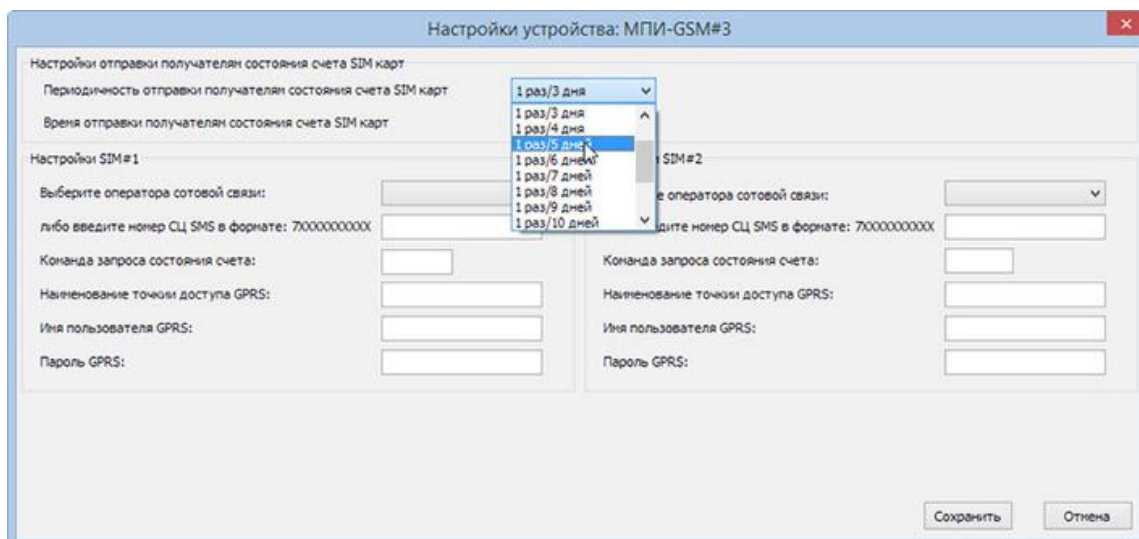 Настройки устройства: МПИ-GSM#3
Настройки отправки получателям состояния счета SIM карт
Периодичность отправки получателям состояния счета SIM карт
1 раз/3 дня
Время отправки получателям состояния счета SIM карт
1 раз/3 дня
1 раз/4 дня
1 раз/5 дней
1 раз/6 дней
1 раз/7 дней
1 раз/8 дней
1 раз/9 дней
1 раз/10 дней
Настройки SIM#1
Выберите оператора сотовой связи:
либо введите номер СЦ SMS в формате: 7XXXXXXXXXX
Команда запроса состояния счета:
Наименование точкии доступа GPRS:
Имя пользователя GPRS:
Пароль GPRS:
SIM#2
оператора сотовой связи:
номер СЦ SMS в формате: 7XXXXXXXXXX
Команда запроса состояния счета:
Наименование точкии доступа GPRS:
Имя пользователя GPRS:
Пароль GPRS:
Сохранить Отмена